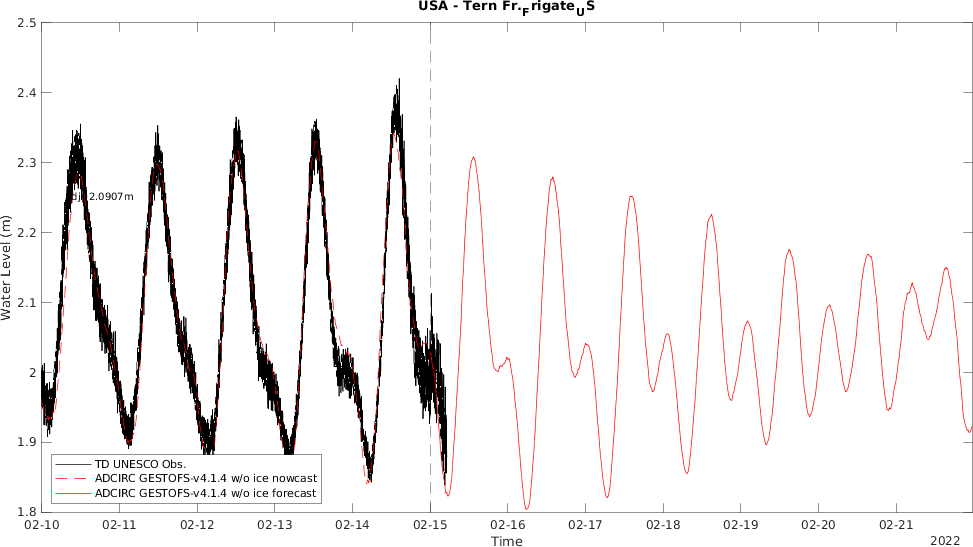 USA - Tern Fr.FrigateUS
2.5
2.4
2.3
2.2
2.1
2
1.9
1.8
Water Level (m)
2.0907m
TD UNESCO Obs.
ADCIRC GESTOFS-v4.1.4 w/o ice nowcast
ADCIRC GESTOFS-v4.1.4 w/o ice forecast
02-10 02-11 02-12 02-13 02-14 02-15 02-16 02-17 02-18 02-19 02-20 02-21
Time
2022